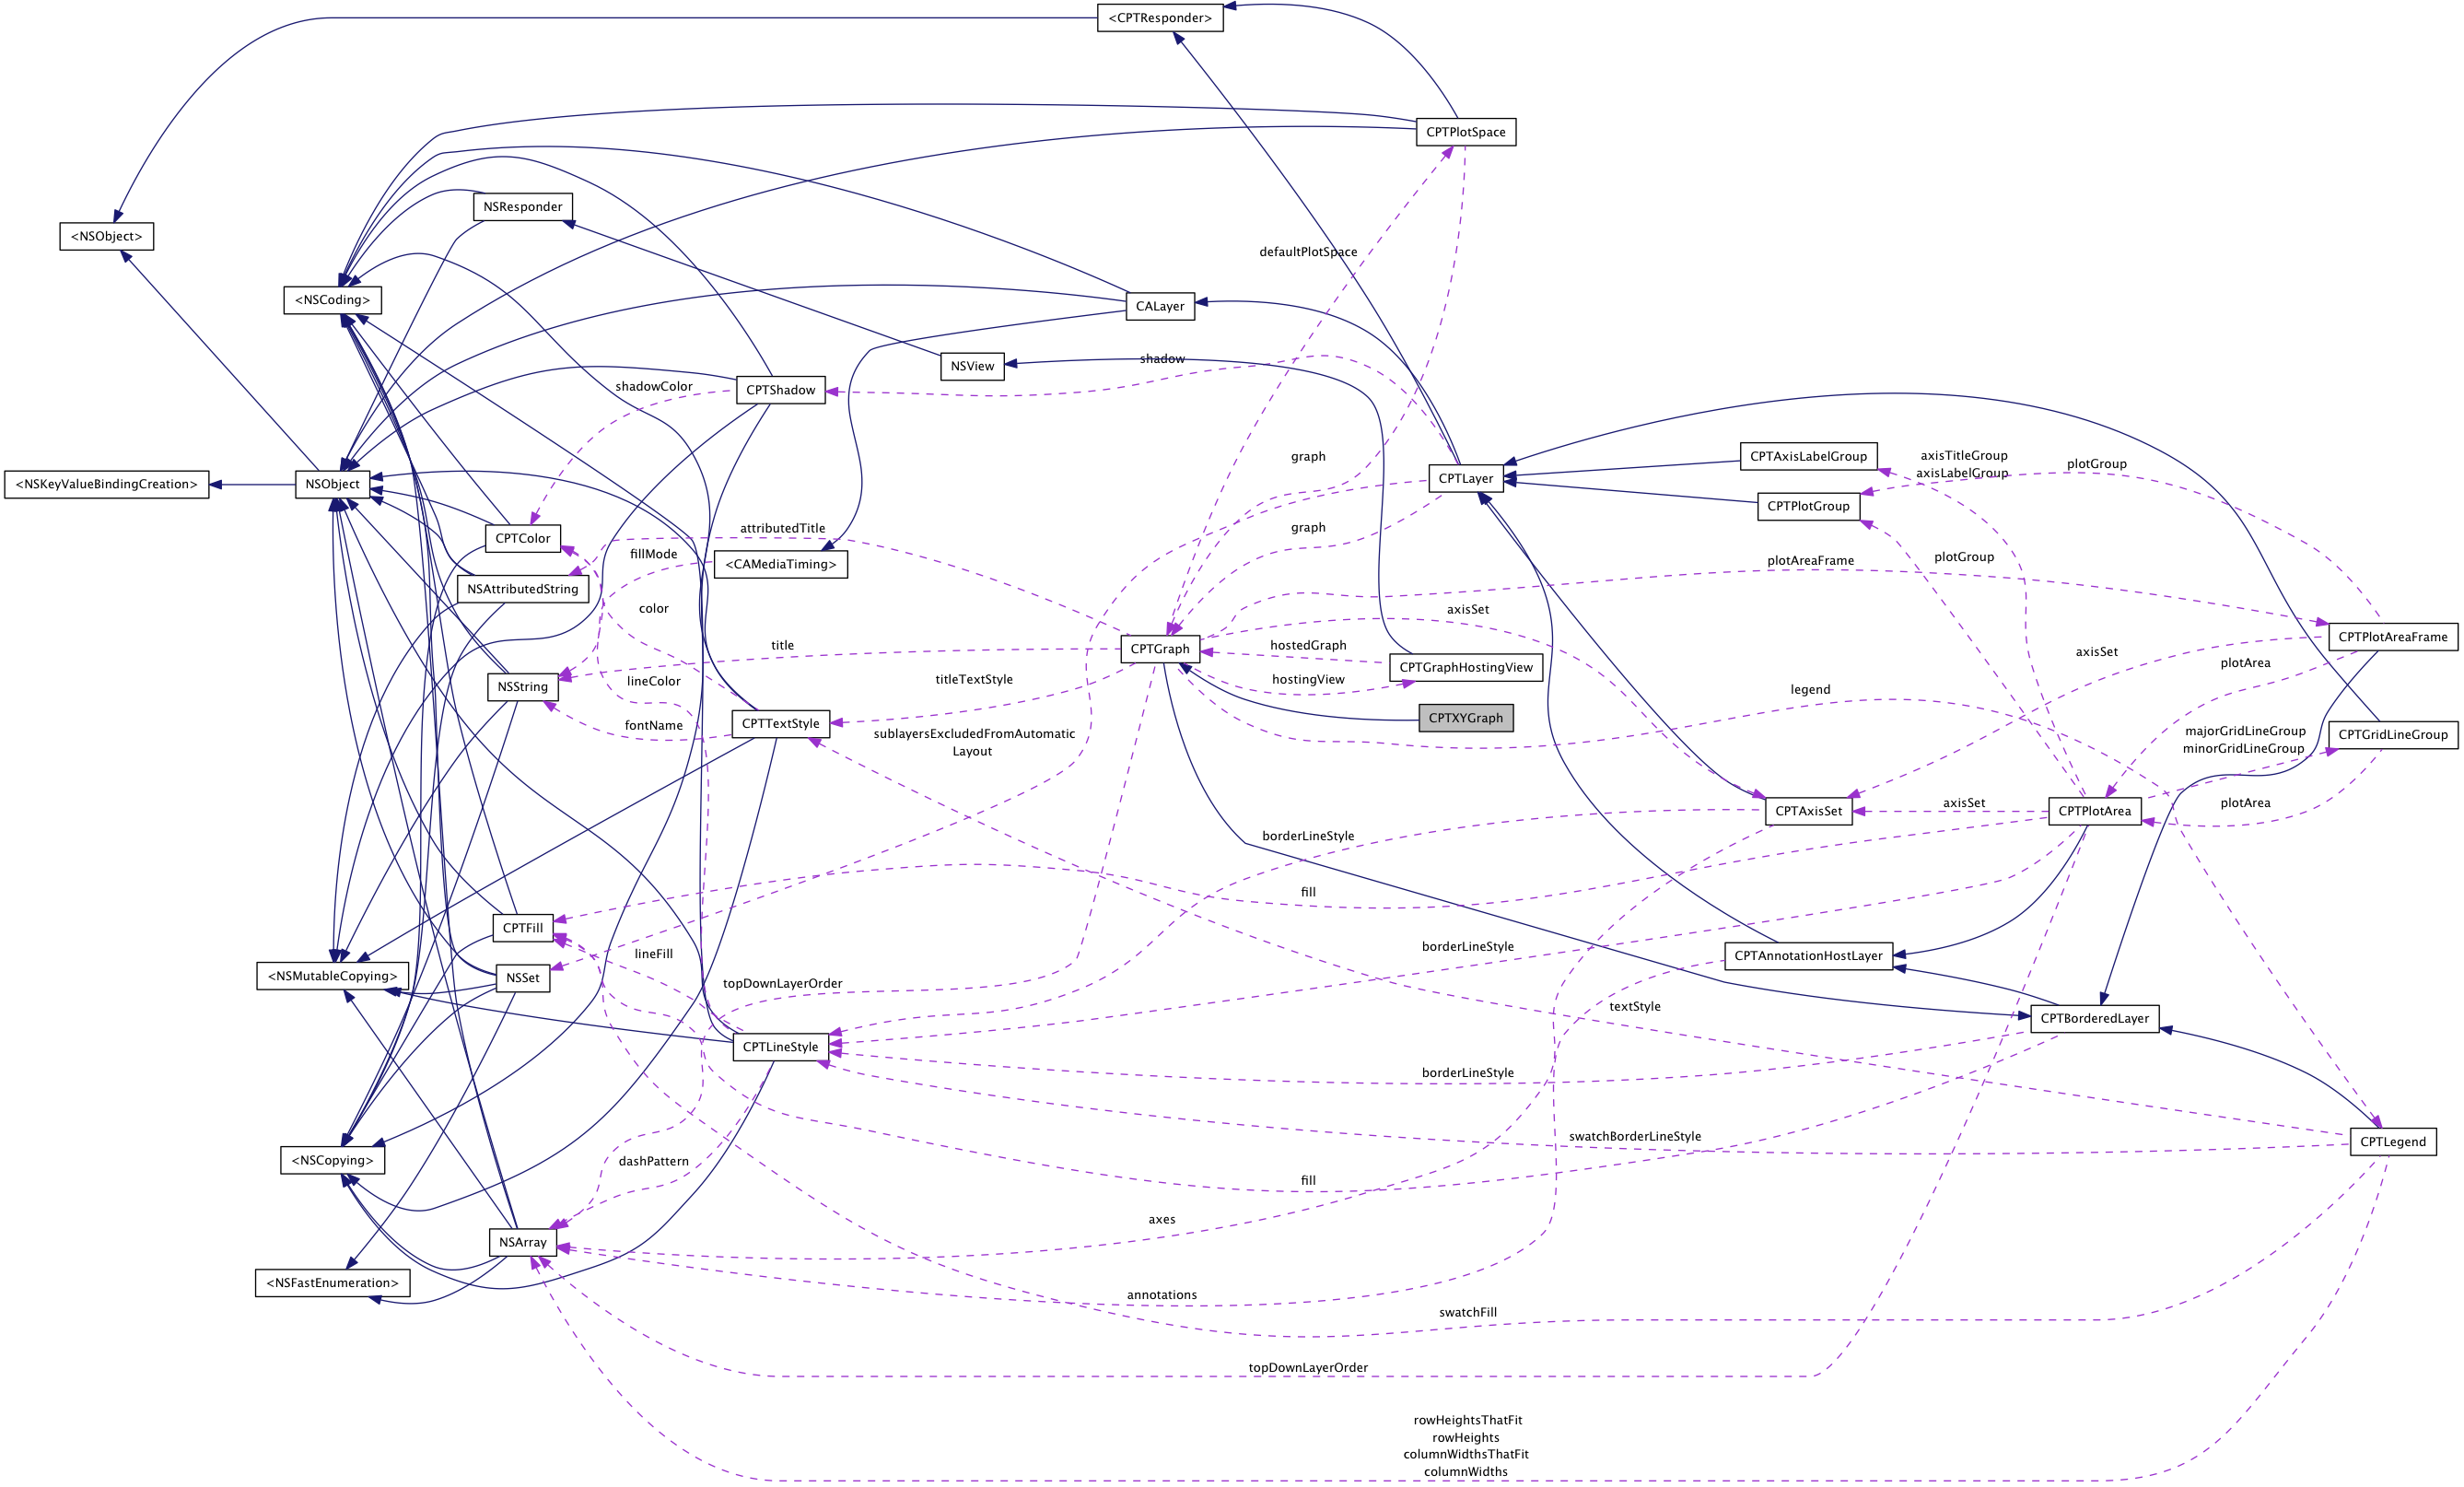 <CPTResponder>
CPTPlotSpace
NSResponder
<NSObject>
defaultPlotSpace
<NSCoding>
CALayer
shadow
NSView
shadowColor
CPTShadow
graph
CPTAxisLabelGroup
axisTitleGroup
axisLabelGroup
plotGroup
<NSKeyValueBindingCreation>
NSObject
CPTLayer
CPTPlotGroup
attributedTitle
graph
CPTColor
fillMode
<CAMediaTiming>
plotGroup
plotAreaFrame
NSAttributedString
color
axisSet
title
CPTGraph
hostedGraph
CPTPlotAreaFrame
axisSet
CPTGraphHostingView
plotArea
NSString
lineColor
titleTextStyle
hostingView
legend
fontName
CPTTextStyle
CPTXYGraph
sublayersExcludedFromAutomatic
Layout
majorGridLineGroup
minorGridLineGroup
CPTGridLineGroup
axisSet
plotArea
CPTAxisSet
CPTPlotArea
borderLineStyle
fill
CPTFill
lineFill
borderLineStyle
CPTAnnotationHostLayer
<NSMutableCopying>
NSSet
topDownLayerOrder
textStyle
CPTBorderedLayer
CPTLineStyle
borderLineStyle
swatchBorderLineStyle
CPTLegend
<NSCopying>
dashPattern
fill
axes
NSArray
<NSFastEnumeration>
annotations
swatchFill
topDownLayerOrder
rowHeightsThatFit
rowHeights
columnWidthsThatFit
columnWidths